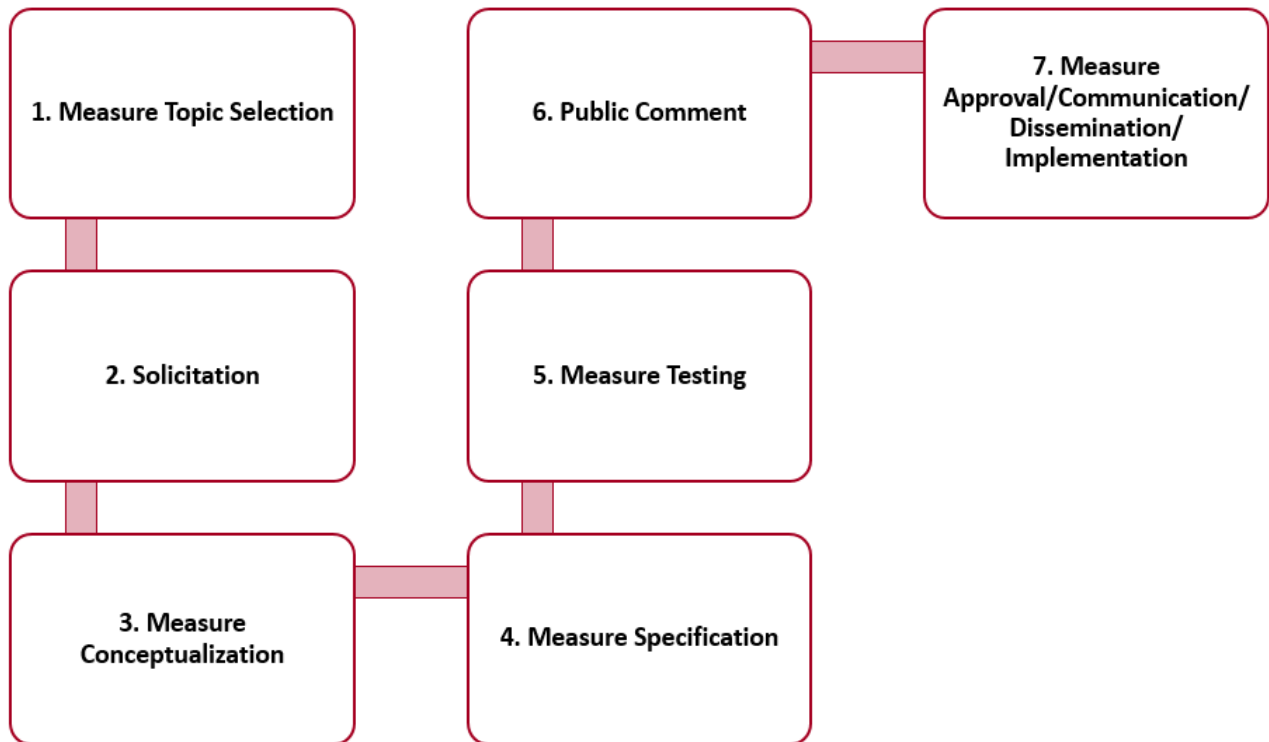 1. Measure Topic Selection
2. Solicitation
3. Measure
Conceptualization
4. Measure Specification
5. Measure Testing
6. Public Comment
7. Measure
Approval/Communication/
Dissemination/
Implementation